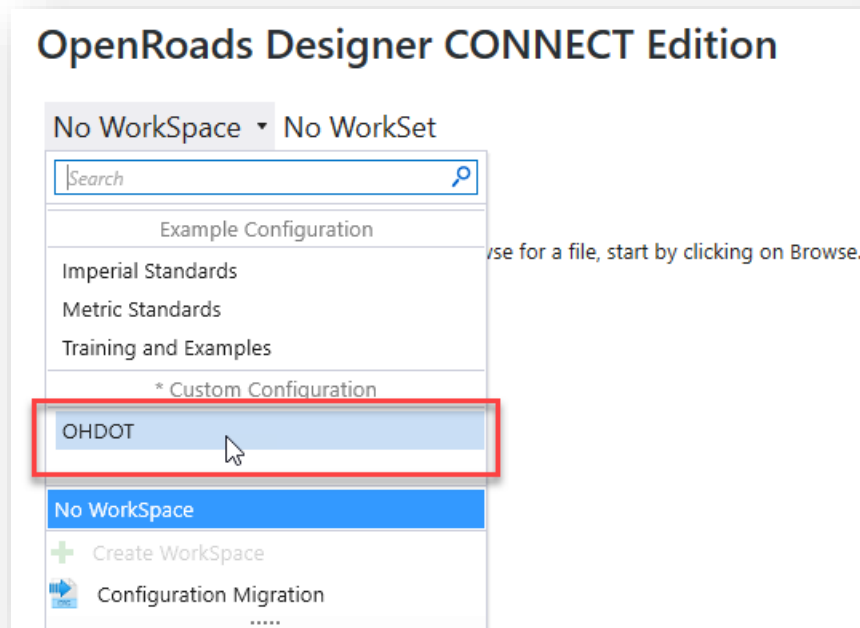 OpenRoads Designer CONNECT Edition
No WorkSpace No WorkSet
Search
Example Configuration
se for a file, start by clicking on Browse.
Imperial Standards
Metric Standards
Training and Examples
* Custom Configuration
OHDOT
No WorkSpace
Create WorkSpace
Configuration Migration